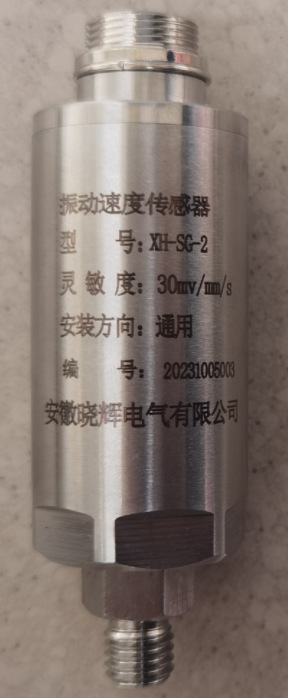 振动速度传感器
型 号: XH-SG-2
灵敏度: 30mv/mm/s
安装方向: 通用
编 号: 20231005003
安徽晓辉电气有限公司